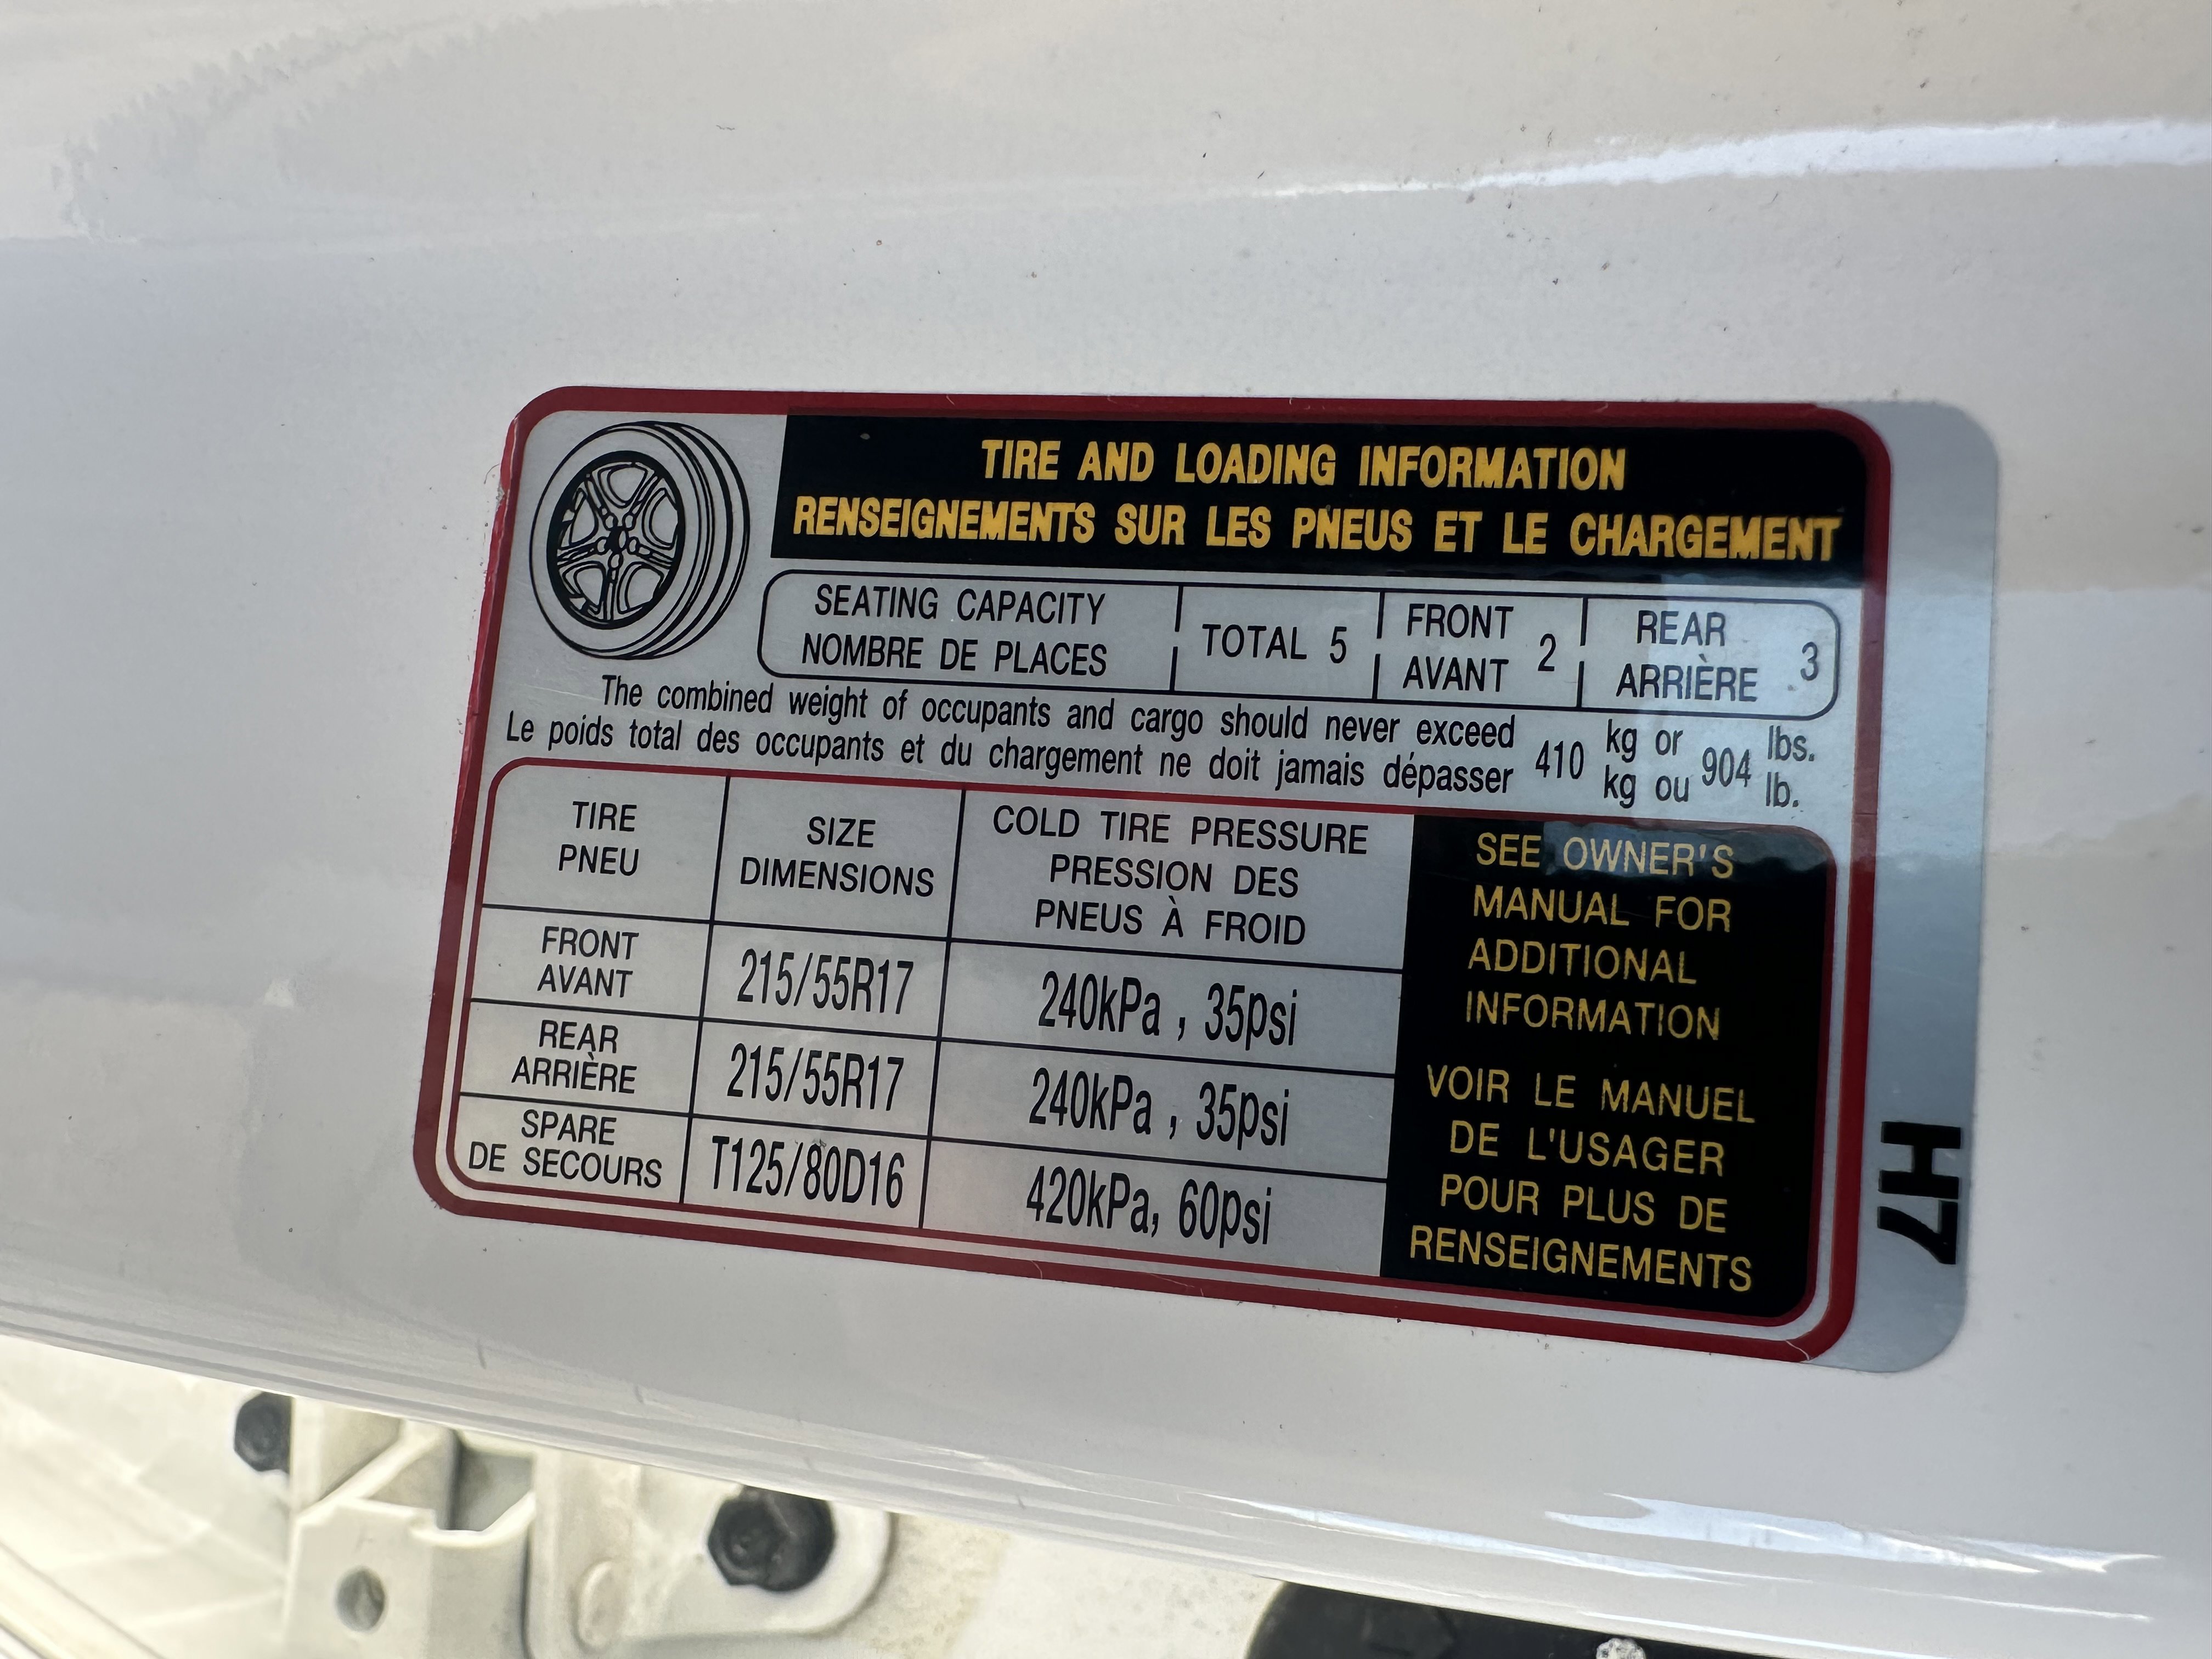 TIRE AND LOADING INFORMATION
RENSEIGNEMENTS SUR LES PNEUS ET LE CHARGEMENT
SEATING CAPACITY
NOMBRE DE PLACES
TOTAL 5
FRONT
AVANT
2
REAR
ARRIÈRE
3
The combined weight of occupants and cargo should never exceed
Le poids total des occupants et du chargement ne doit jamais dépasser
410
kg or
kg ou
904
lbs.
lb.
TIRE
PNEU
SIZE
DIMENSIONS
COLD TIRE PRESSURE
PRESSION DES
PNEUS À FROID
FRONT
AVANT
215/55R17
240kPa , 35psi
REAR
ARRIÈRE
215/55R17
240kPa , 35psi
SPARE
DE SECOURS
T125/80D16
420kPa, 60psi
SEE OWNER'S
MANUAL FOR
ADDITIONAL
INFORMATION
VOIR LE MANUEL
DE L'USAGER
POUR PLUS DE
RENSEIGNEMENTS
H7